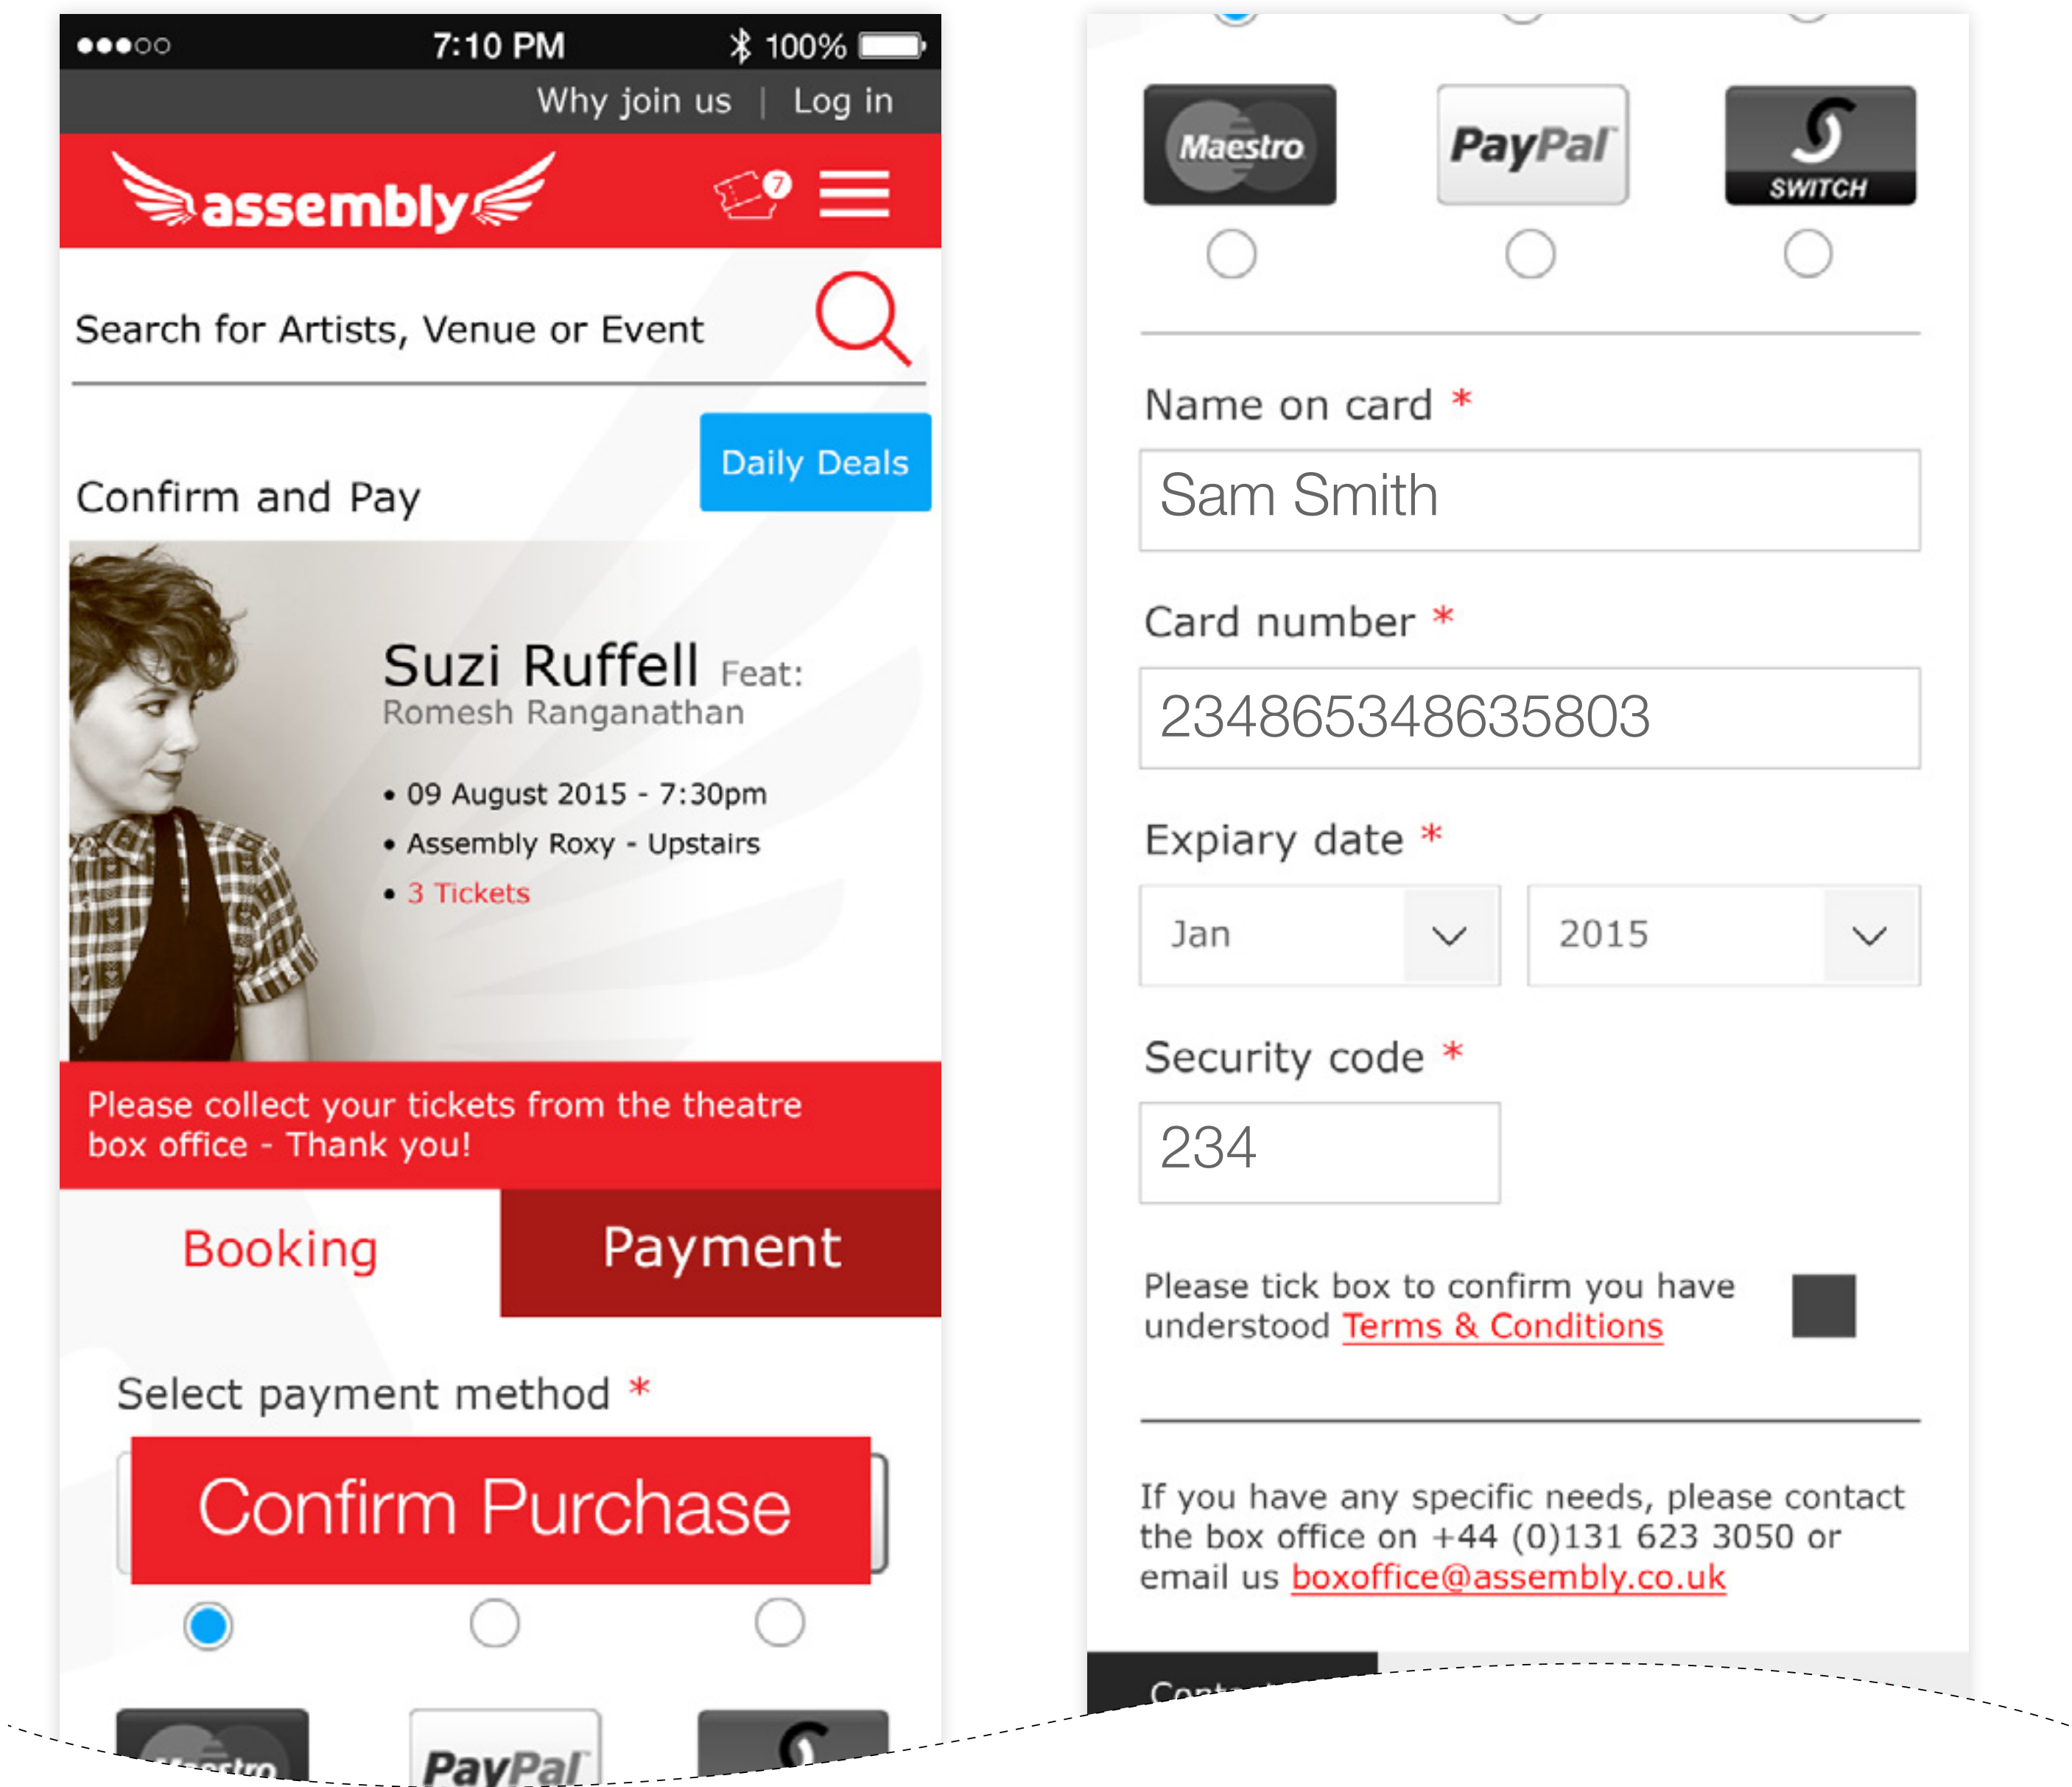 7:10 PM
100%
Why join us | Log in
assembly
7
Search for Artists, Venue or Event
Daily Deals
Confirm and Pay
Suzi Ruffell Feat:
Romesh Ranganathan
• 09 August 2015 - 7:30pm
• Assembly Roxy - Upstairs
• 3 Tickets
Please collect your tickets from the theatre
box office - Thank you!
Booking
Payment
Select payment method *
Confirm Purchase
Maestro
PayPal™
Maestro
PayPal™
SWITCH
Name on card *
Sam Smith
Card number *
234865348635803
Expiary date *
Jan
2015
Security code *
234
Please tick box to confirm you have
understood Terms & Conditions
If you have any specific needs, please contact
the box office on +44 (0)131 623 3050 or
email us boxoffice@assembly.co.uk